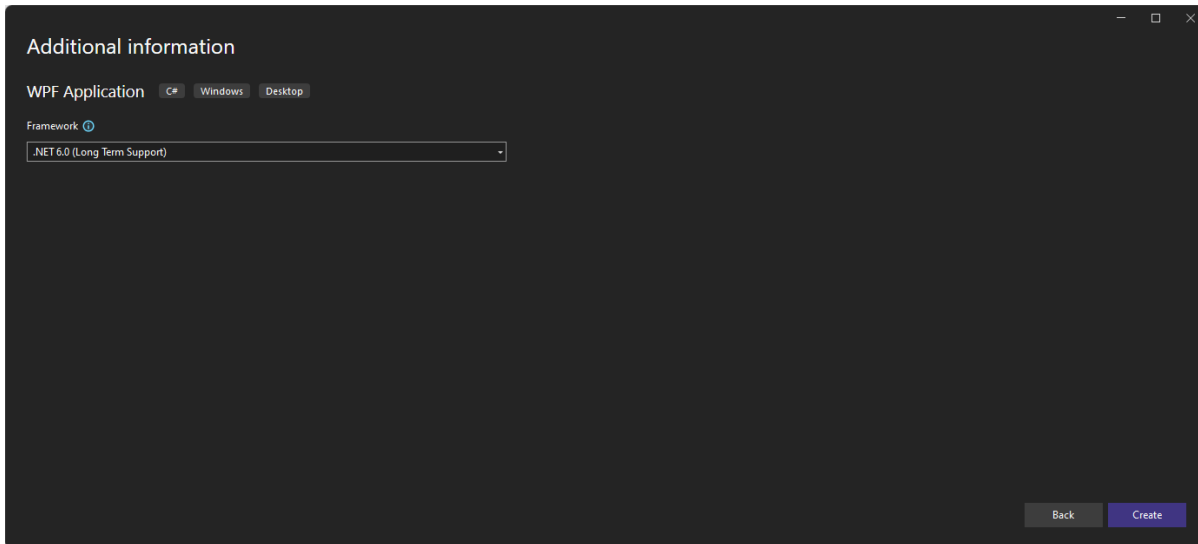 Additional information
WPF Application C# Windows Desktop
Framework
.NET 6.0 (Long Term Support)
Back Create